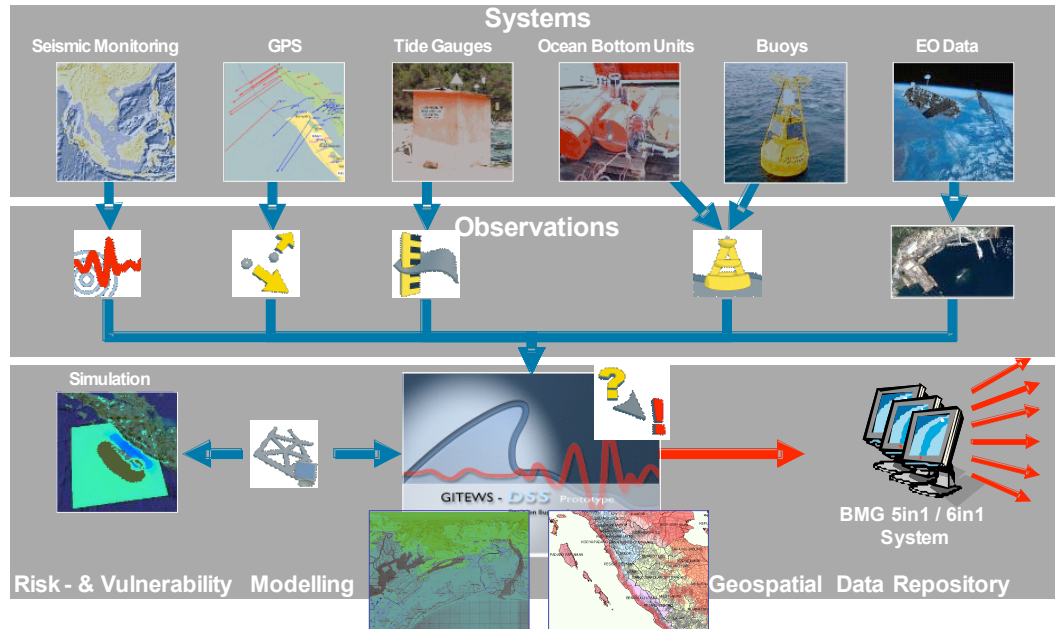 Systems
Seismic Monitoring
GPS
Tide Gauges
Ocean Bottom Units
Buoys
EO Data
Observations
Simulation
GITEWS - DSS Prototype
BMG 5in1 / 6in1
System
Risk - & Vulnerability Modelling
Geospatial Data Repository